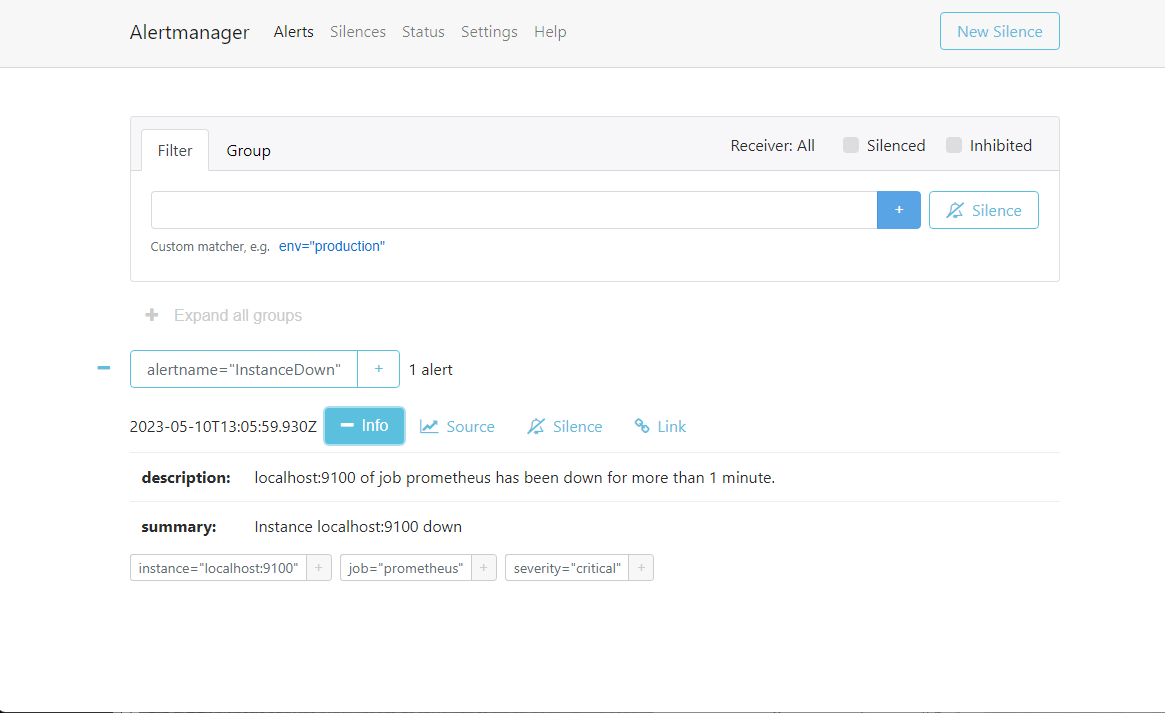 Alertmanager Alerts Silences Status Settings Help New Silence
Filter Group Receiver: All Silenced Inhibited
+ Silence
Custom matcher, e.g. env="production"
+ Expand all groups
alertname="InstanceDown" + 1 alert
2023-05-10T13:05:59.930Z Info Source Silence Link
description: localhost:9100 of job prometheus has been down for more than 1 minute.
summary: Instance localhost:9100 down
instance="localhost:9100" + job="prometheus" + severity="critical" +